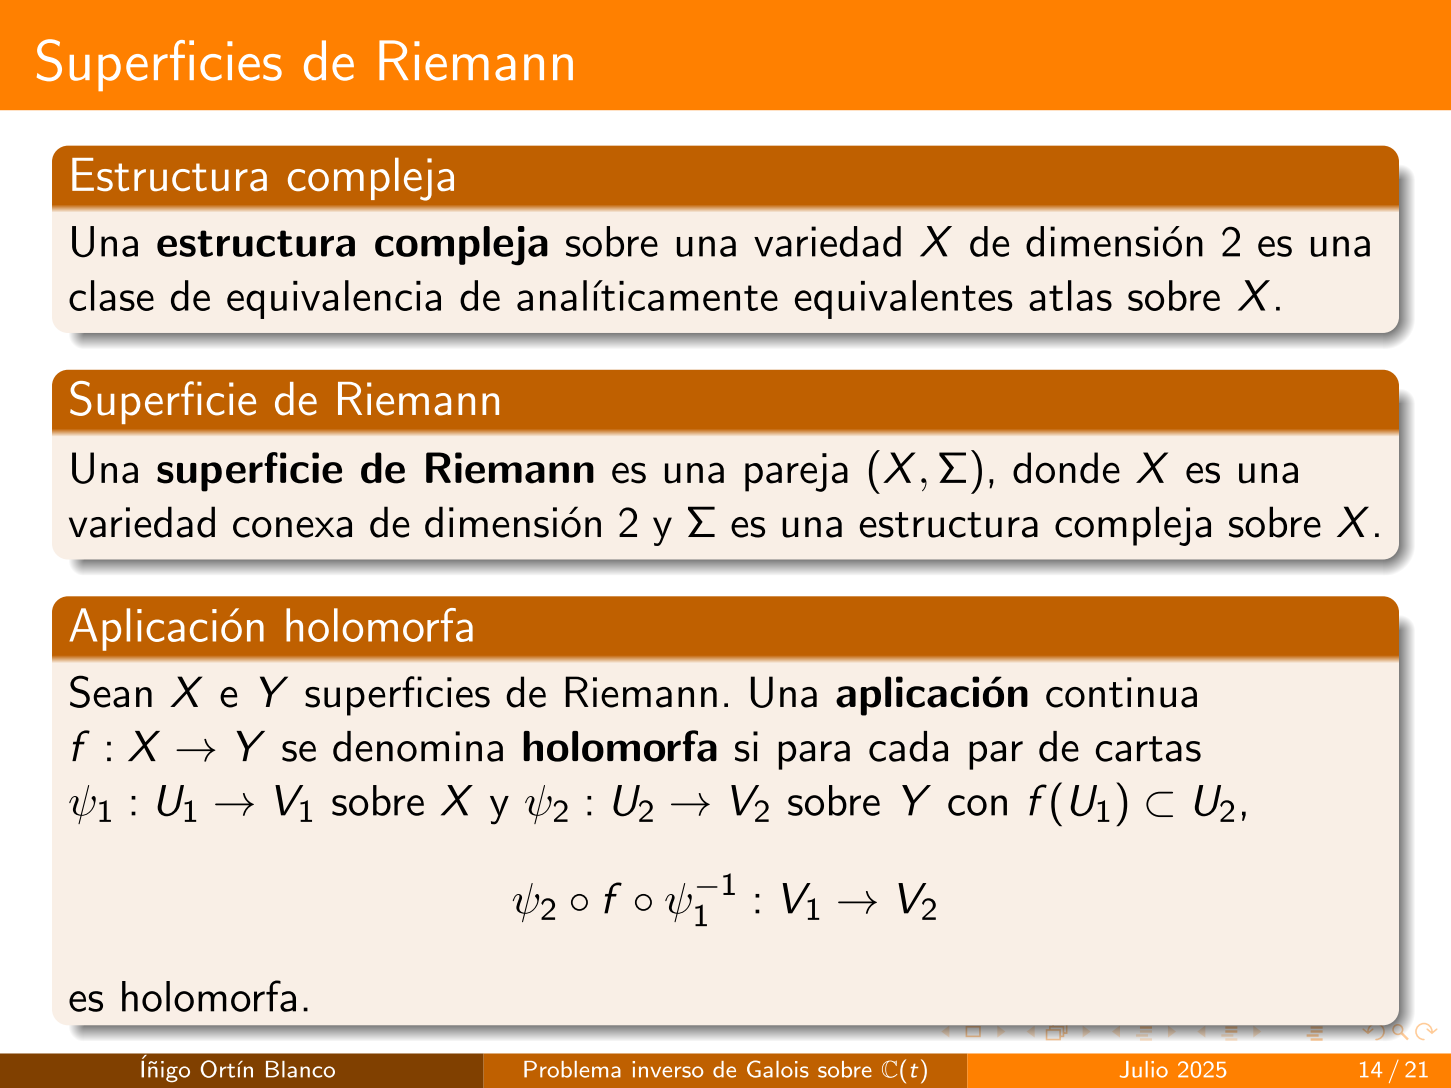 Superficies de Riemann
Estructura compleja
Una estructura compleja sobre una variedad X de dimensión 2 es una
clase de equivalencia de analíticamente equivalentes atlas sobre X.
Superficie de Riemann
Una superficie de Riemann es una pareja (X, Σ), donde X es una
variedad conexa de dimensión 2 y Σ es una estructura compleja sobre X.
Aplicación holomorfa
Sean X e Y superficies de Riemann. Una aplicación continua
f : X → Y se denomina holomorfa si para cada par de cartas
ψ₁ : U₁ → V₁ sobre X y ψ₂ : U₂ → V₂ sobre Y con f(U₁) ⊂ U₂,
ψ₂ ∘ f ∘ ψ₁⁻¹ : V₁ → V₂
es holomorfa.
Íñigo Ortín Blanco Problema inverso de Galois sobre ℂ(t) Julio 2025 14 / 21